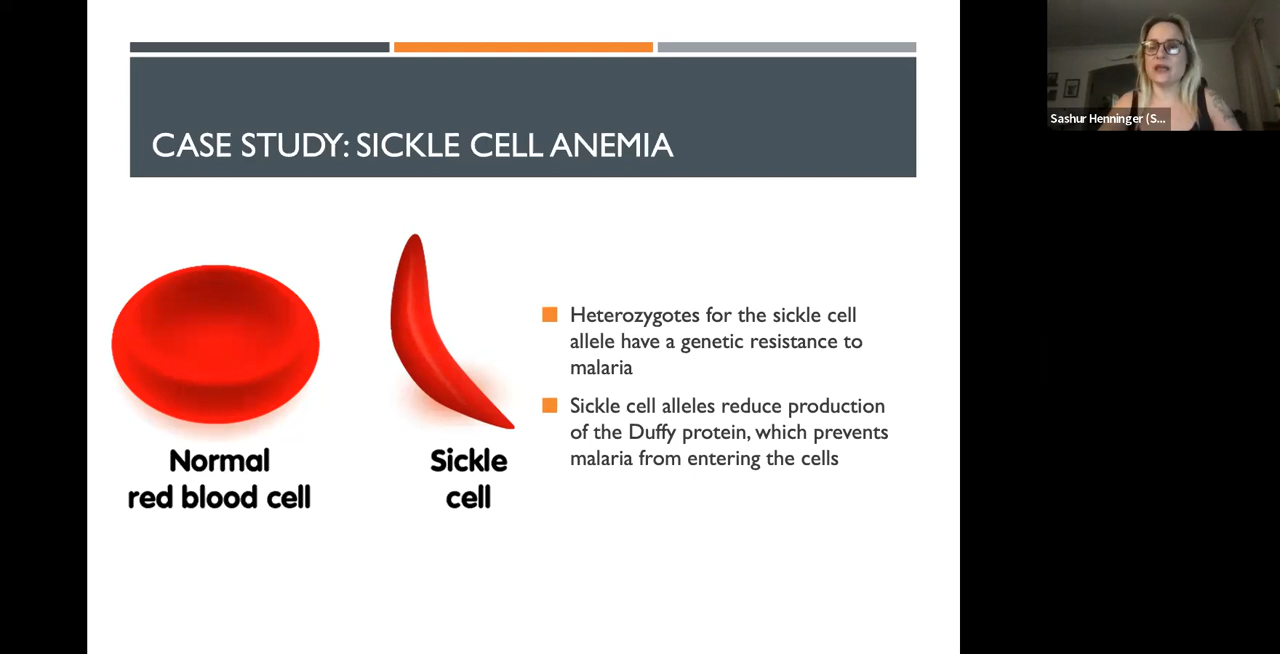 CASE STUDY: SICKLE CELL ANEMIA
Normal
red blood cell
Sickle
cell
Heterozygotes for the sickle cell
allele have a genetic resistance to
malaria
Sickle cell alleles reduce production
of the Duffy protein, which prevents
malaria from entering the cells
Sashur Henninger (S...